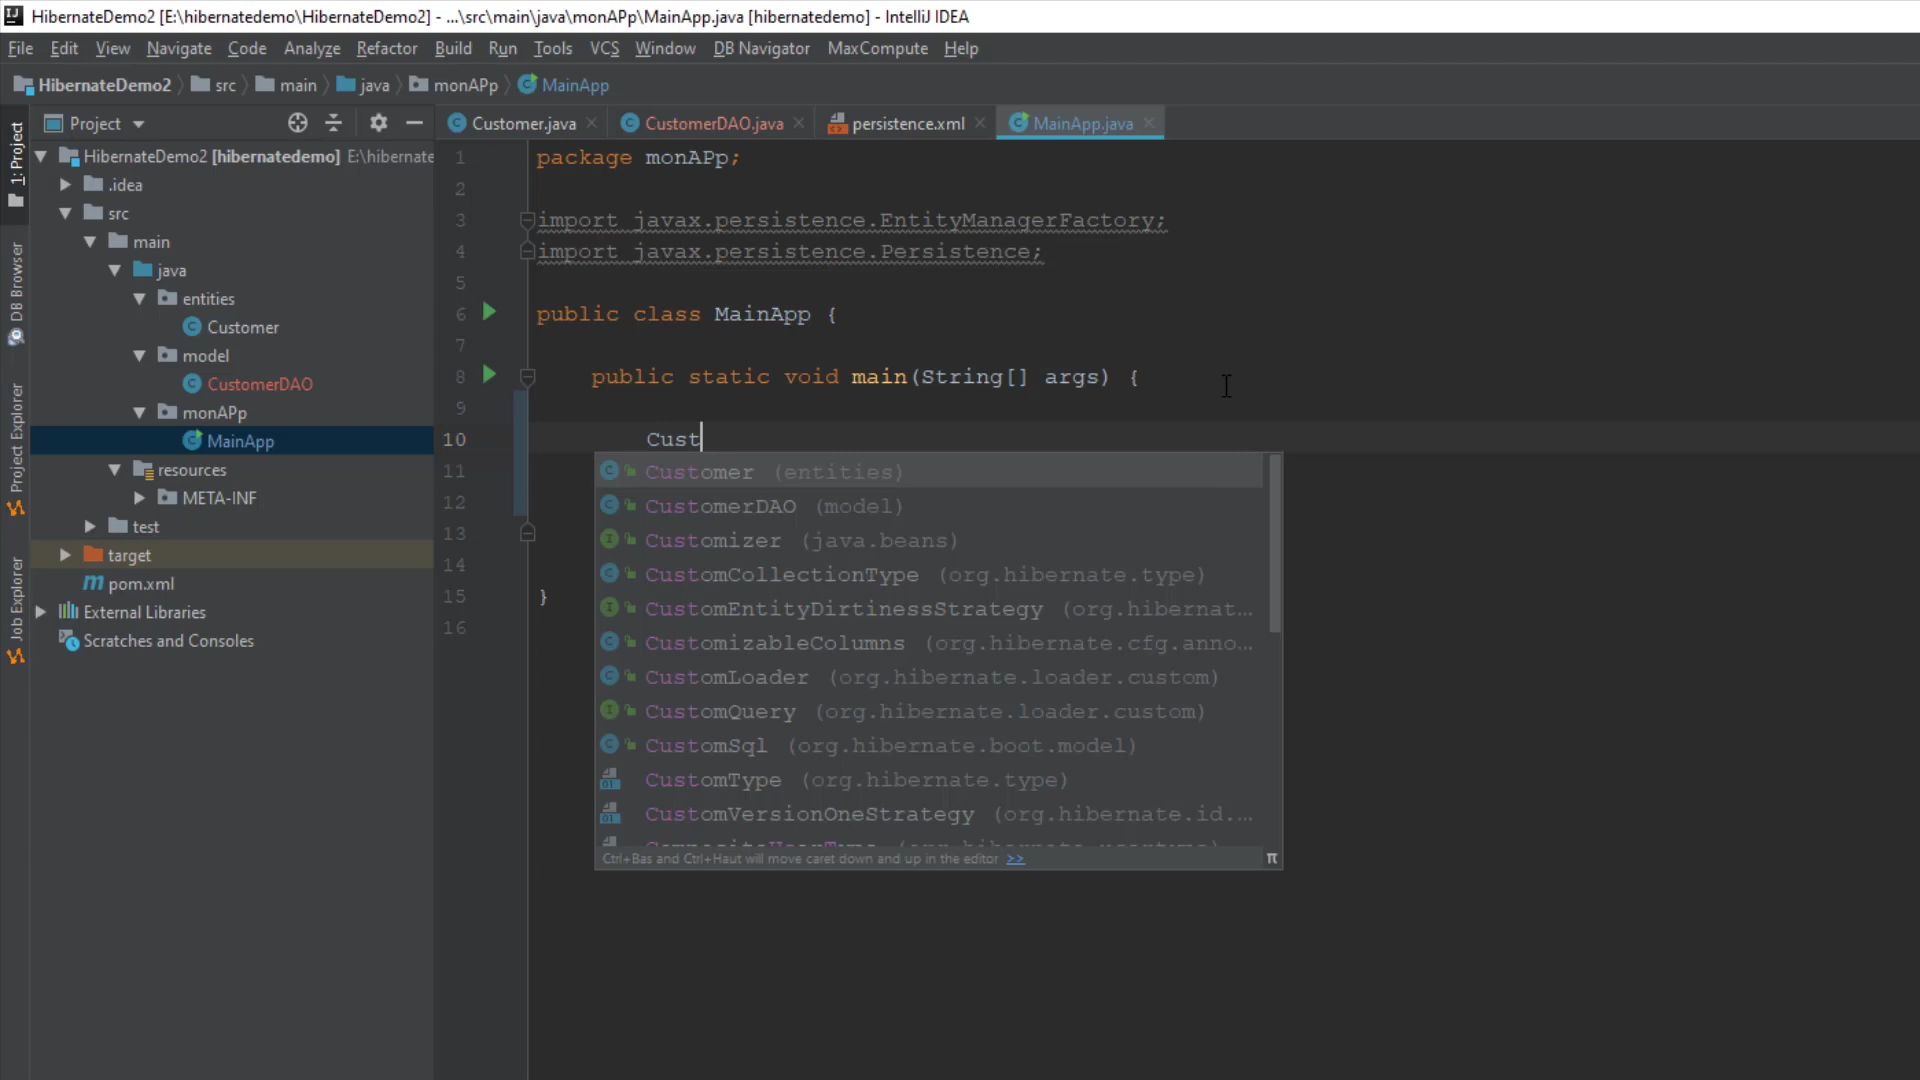 HibernateDemo2 [E:\hibernatedemo\HibernateDemo2] - ...\src\main\java\monAPp\MainApp.java [hibernatedemo] - IntelliJ IDEA
File Edit View Navigate Code Analyze Refactor Build Run Tools VCS Window DB Navigator MaxCompute Help
HibernateDemo2 src main java monAPp MainApp
Project
Customer.java CustomerDAO.java persistence.xml MainApp.java
1: Project
DB Browser
Project Explorer
Job Explorer
HibernateDemo2 [hibernatedemo] E:\hibernate
.idea
src
main
java
entities
Customer
model
CustomerDAO
monAPp
MainApp
resources
META-INF
test
target
pom.xml
External Libraries
Scratches and Consoles
1 package monAPp;
2
3 import javax.persistence.EntityManagerFactory;
4 import javax.persistence.Persistence;
5
6 public class MainApp {
7
8 public static void main(String[] args) {
9
10 Cust
11
12
13
14
15 }
16
Customer (entities)
CustomerDAO (model)
Customizer (java.beans)
CustomCollectionType (org.hibernate.type)
CustomEntityDirtinessStrategy (org.hibernat...
CustomizableColumns (org.hibernate.cfg.anno...
CustomLoader (org.hibernate.loader.custom)
CustomQuery (org.hibernate.loader.custom)
CustomSql (org.hibernate.boot.model)
CustomType (org.hibernate.type)
CustomVersionOneStrategy (org.hibernate.id....
Ctrl+Bas and Ctrl+Haut will move caret down and up in the editor >> π